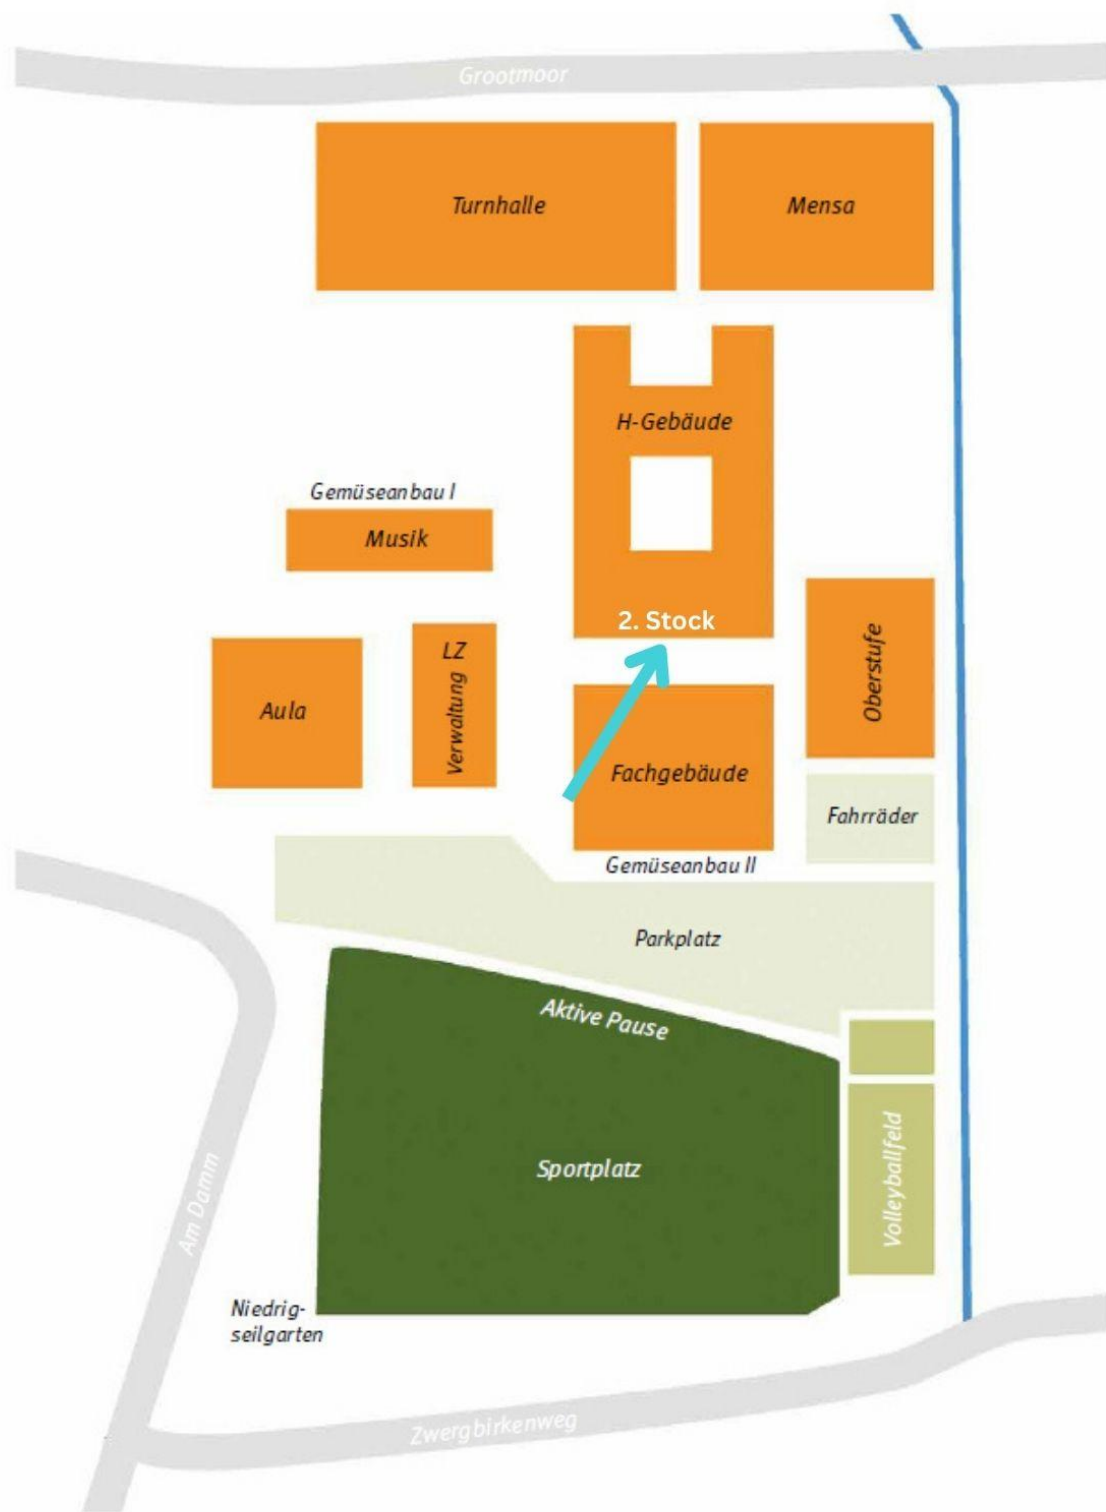 Grootmoor
Turnhalle
Mensa
H-Gebäude
Gemüseanbau I
Musik
2. Stock
LZ
Verwaltung
Oberstufe
Aula
Fachgebäude
Fahrräder
Gemüseanbau II
Parkplatz
Aktive Pause
Sportplatz
Volleyballfeld
Am Damm
Niedrig-
seilgarten
Zwergbirkenweg